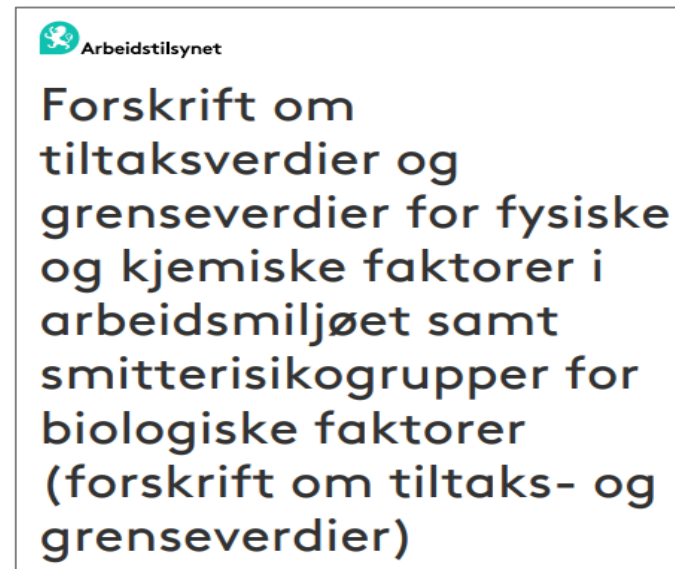 Arbeidstilsynet
Forskrift om
tiltaksverdier og
grenseverdier for fysiske
og kjemiske faktorer i
arbeidsmiljøet samt
smitterisikogrupper for
biologiske faktorer
(forskrift om tiltaks- og
grenseverdier)